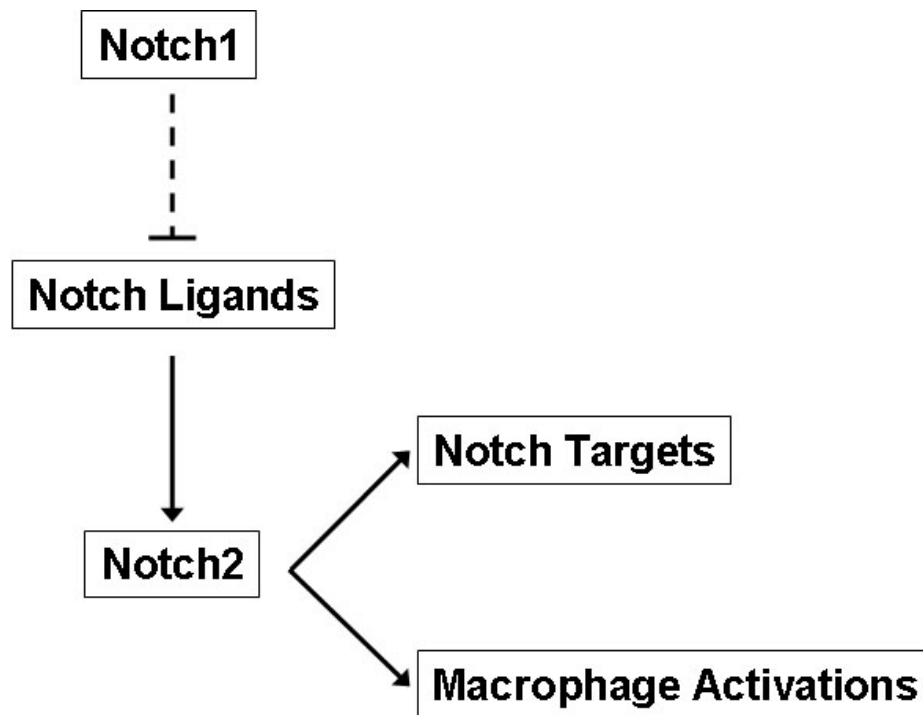 Notch1
Notch Ligands
Notch Targets
Notch2
Macrophage Activations